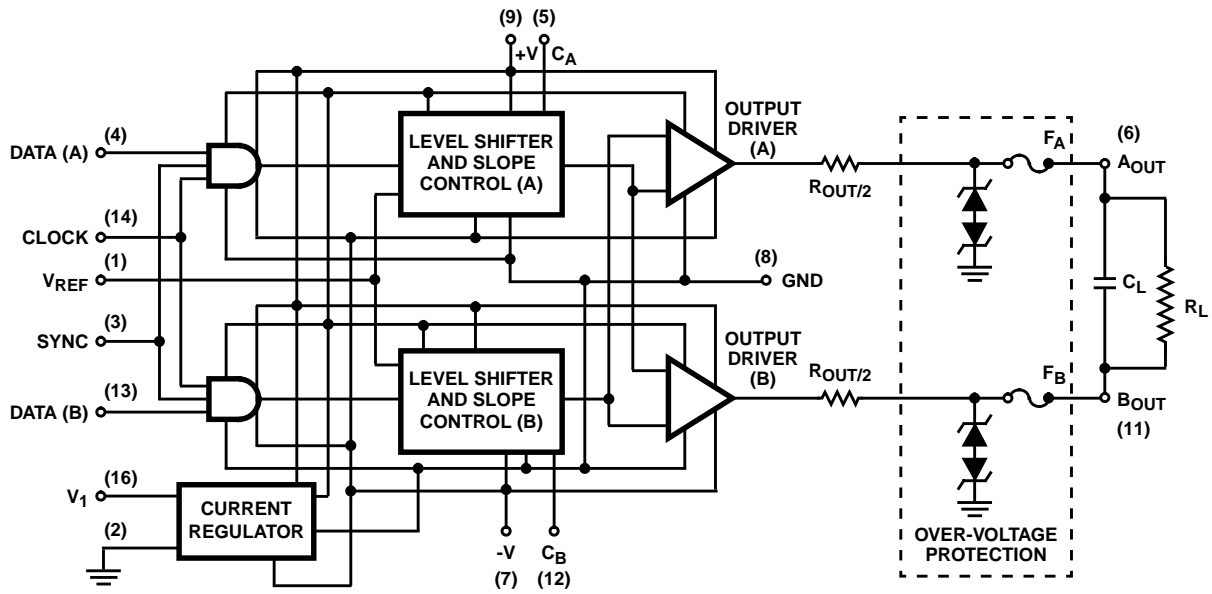 (9) (5)
+V CA
OUTPUT
DRIVER
(A)
(4)
DATA (A)
LEVEL SHIFTER
AND SLOPE
CONTROL (A)
ROUT/2
FA
(6)
AOUT
(14)
CLOCK
(1)
VREF
(8)
GND
CL
RL
(3)
SYNC
OUTPUT
DRIVER
(B)
(13)
DATA (B)
LEVEL SHIFTER
AND SLOPE
CONTROL (B)
ROUT/2
FB
BOUT
(11)
(16)
V1
(2)
CURRENT
REGULATOR
-V CB
(7) (12)
OVER-VOLTAGE
PROTECTION